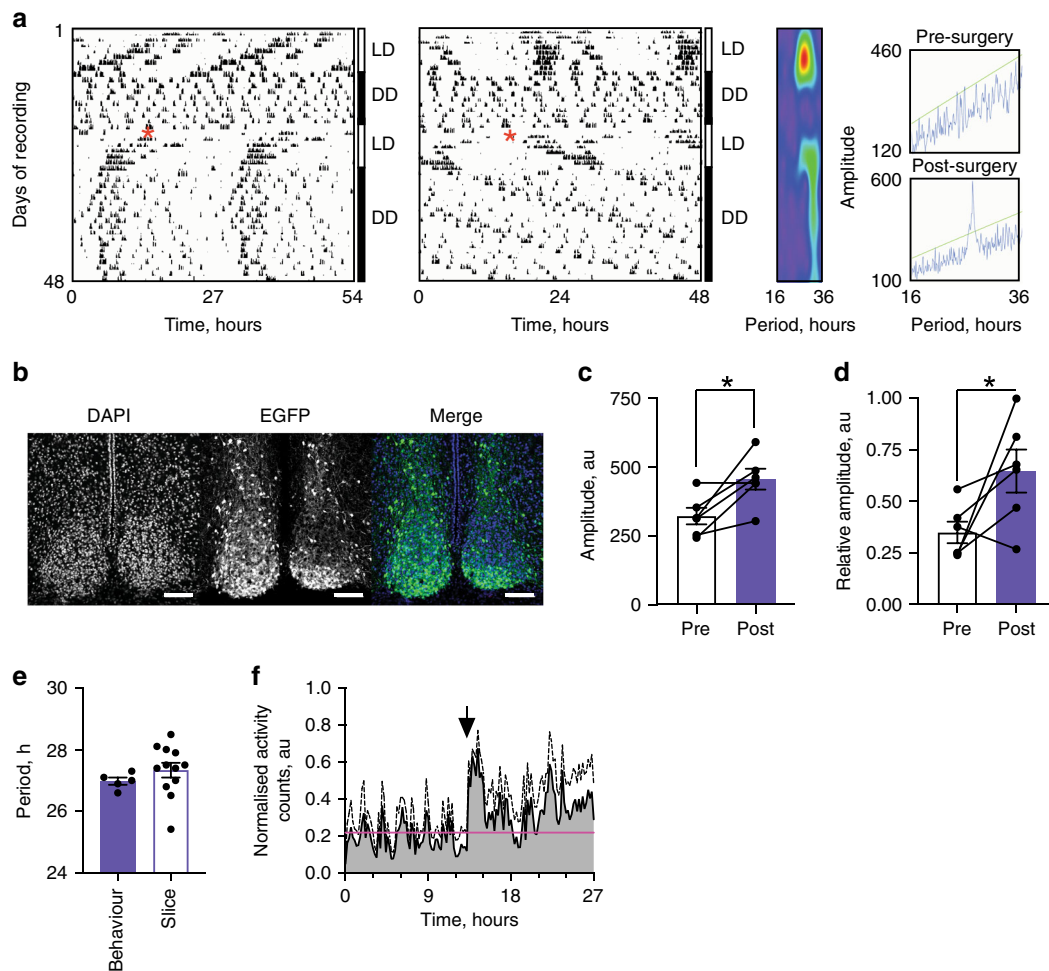 a
1
Days of recording
48
0 27 54
Time, hours
LD
DD
LD
DD
*
0 24 48
Time, hours
LD
DD
LD
DD
*
16 36
Period, hours
Amplitude
Pre-surgery
460
120
Post-surgery
600
100
16 36
Period, hours
b
DAPI EGFP Merge
c
*
750
500
250
0
Amplitude, au
Pre Post
d
*
1.00
0.75
0.50
0.25
0.00
Relative amplitude, au
Pre Post
e
30
28
26
24
Period, h
Behaviour
Slice
f
1.0
0.8
0.6
0.4
0.2
0.0
Normalised activity
counts, au
0 9 18 27
Time, hours